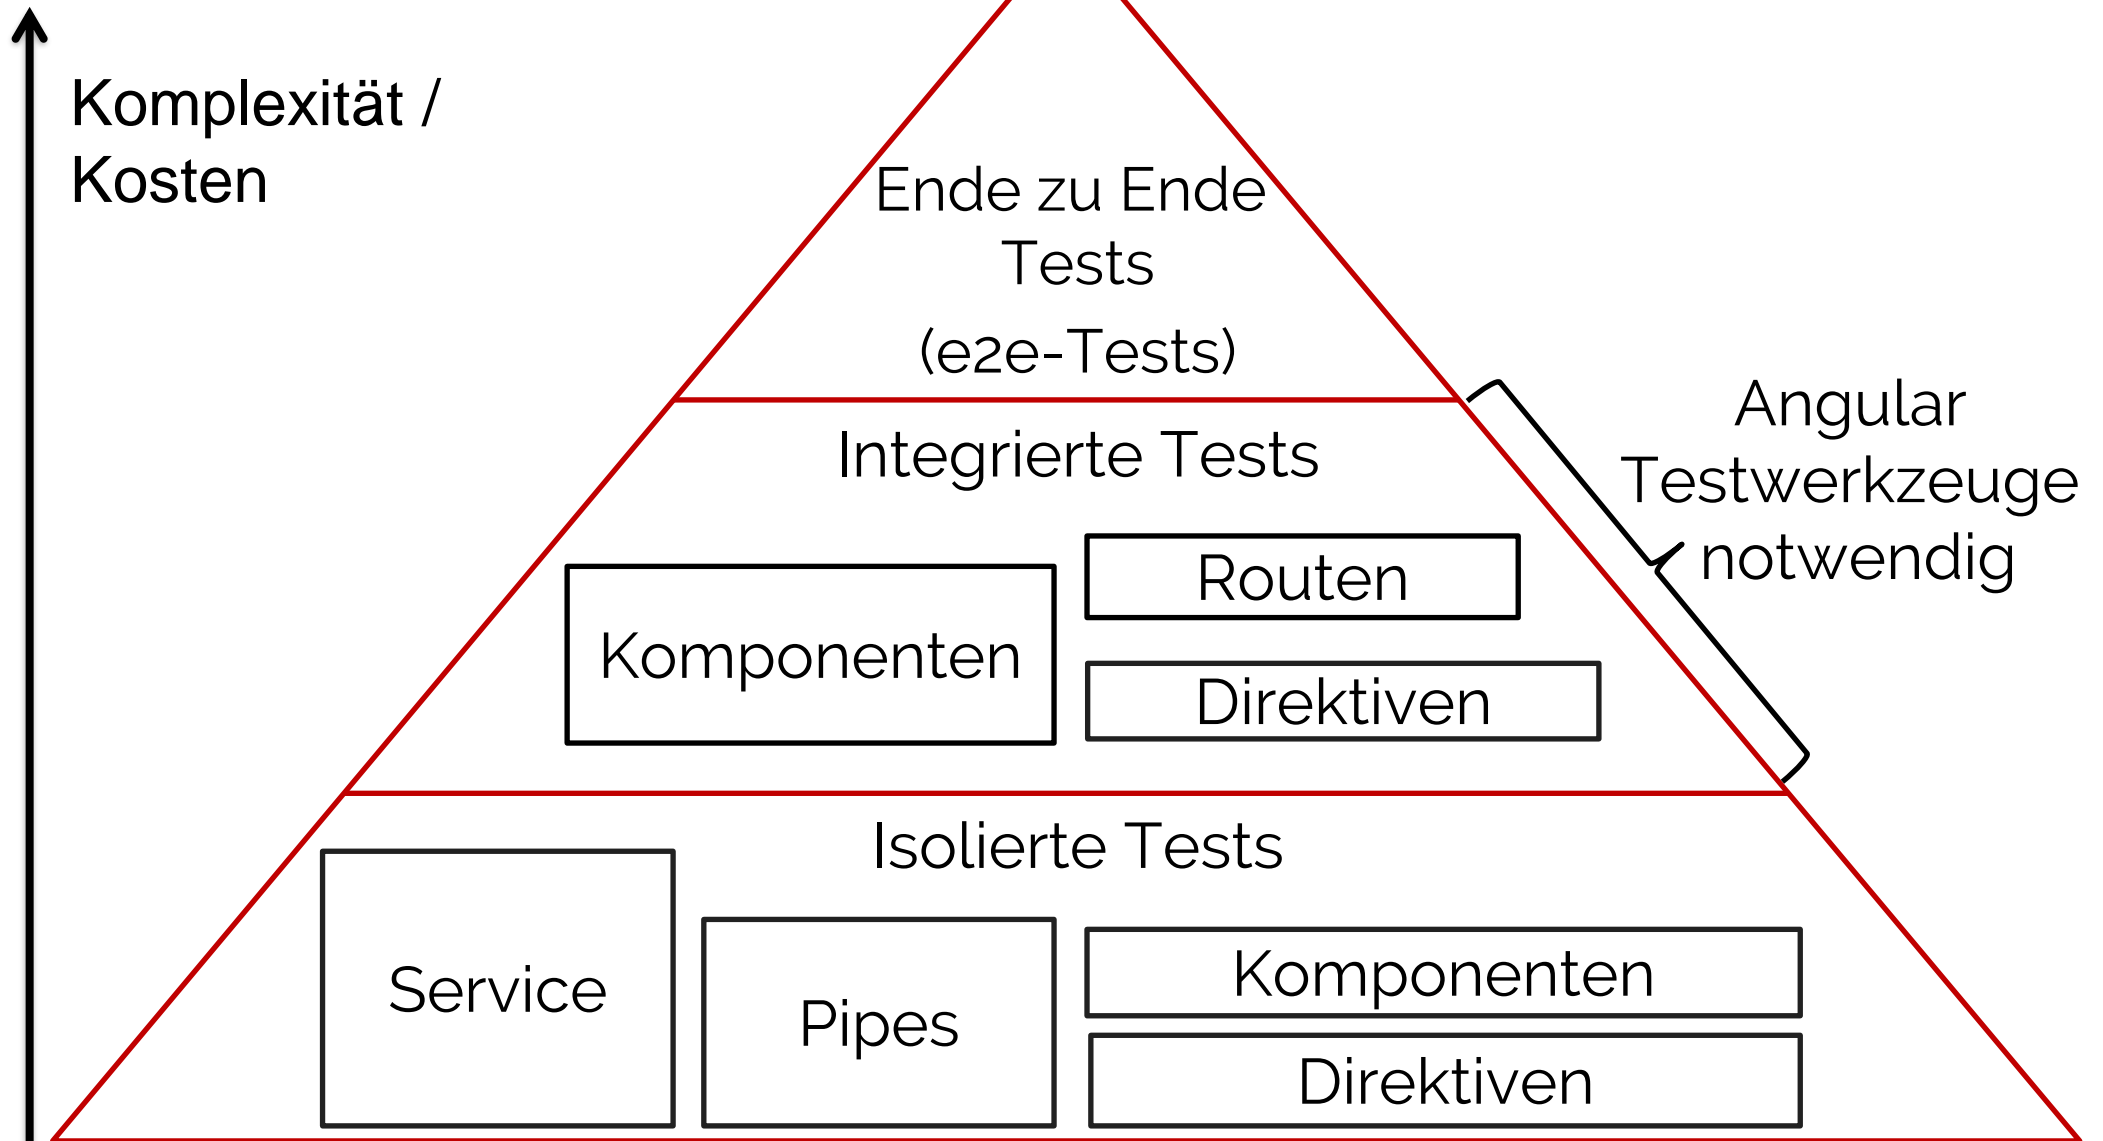 Komplexität /
Kosten
Ende zu Ende
Tests
(e2e-Tests)
Integrierte Tests
Angular
Testwerkzeuge
notwendig
Routen
Komponenten
Direktiven
Isolierte Tests
Service
Pipes
Komponenten
Direktiven